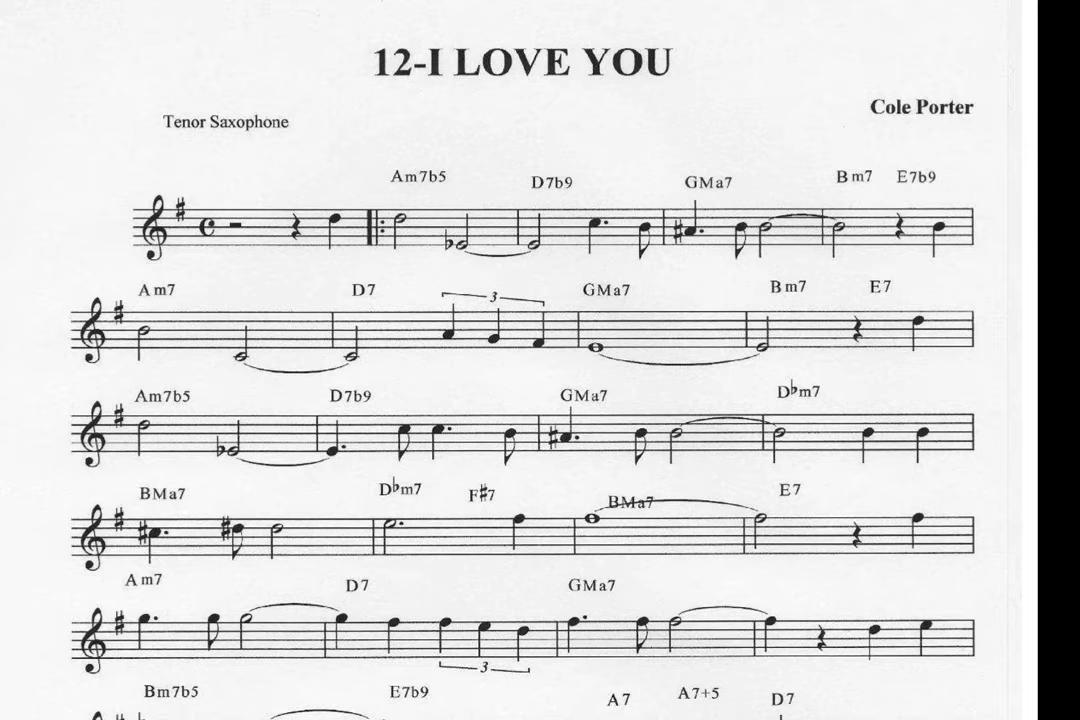 12-I LOVE YOU
Cole Porter
Tenor Saxophone
Am7b5 D7b9 GMa7 Bm7 E7b9
Am7 D7 3 GMa7 Bm7 E7
Am7b5 D7b9 GMa7 D♭m7
BMa7 D♭m7 F#7 BMa7 E7
Am7 D7 GMa7
3
Bm7b5 E7b9 A7 A7+5 D7